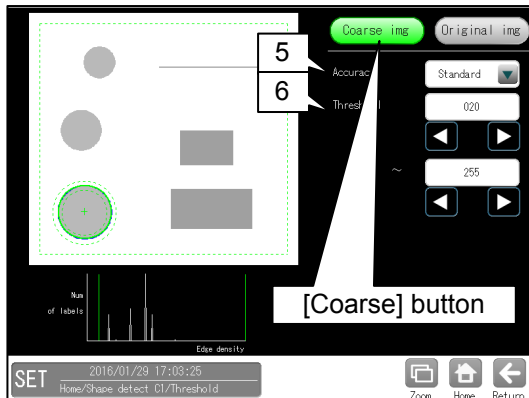 Coarse img
Original img
5
Accurac
Standard
6
Thresh l
020
~
255
[Coarse] button
Num
of labels
Edge density
SET
2016/01/29 17:03:25
Home/Shape detect C1/Threshold
Zoom
Home
Return